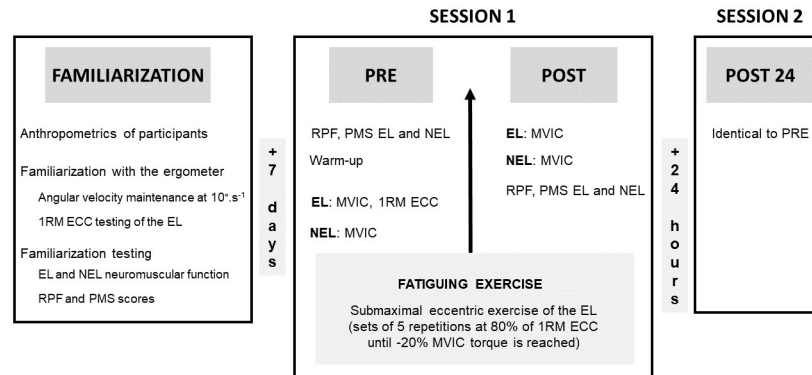 SESSION 1
SESSION 2
FAMILIARIZATION
Anthropometrics of participants
Familiarization with the ergometer
Angular velocity maintenance at 10°.s-1
1RM ECC testing of the EL
Familiarization testing
EL and NEL neuromuscular function
RPF and PMS scores
+
7
d
a
y
s
PRE
RPF, PMS EL and NEL
Warm-up
EL: MVIC, 1RM ECC
NEL: MVIC
POST
EL: MVIC
NEL: MVIC
RPF, PMS EL and NEL
FATIGUING EXERCISE
Submaximal eccentric exercise of the EL
(sets of 5 repetitions at 80% of 1RM ECC
until -20% MVIC torque is reached)
+
2
4
h
o
u
r
s
POST 24
Identical to PRE